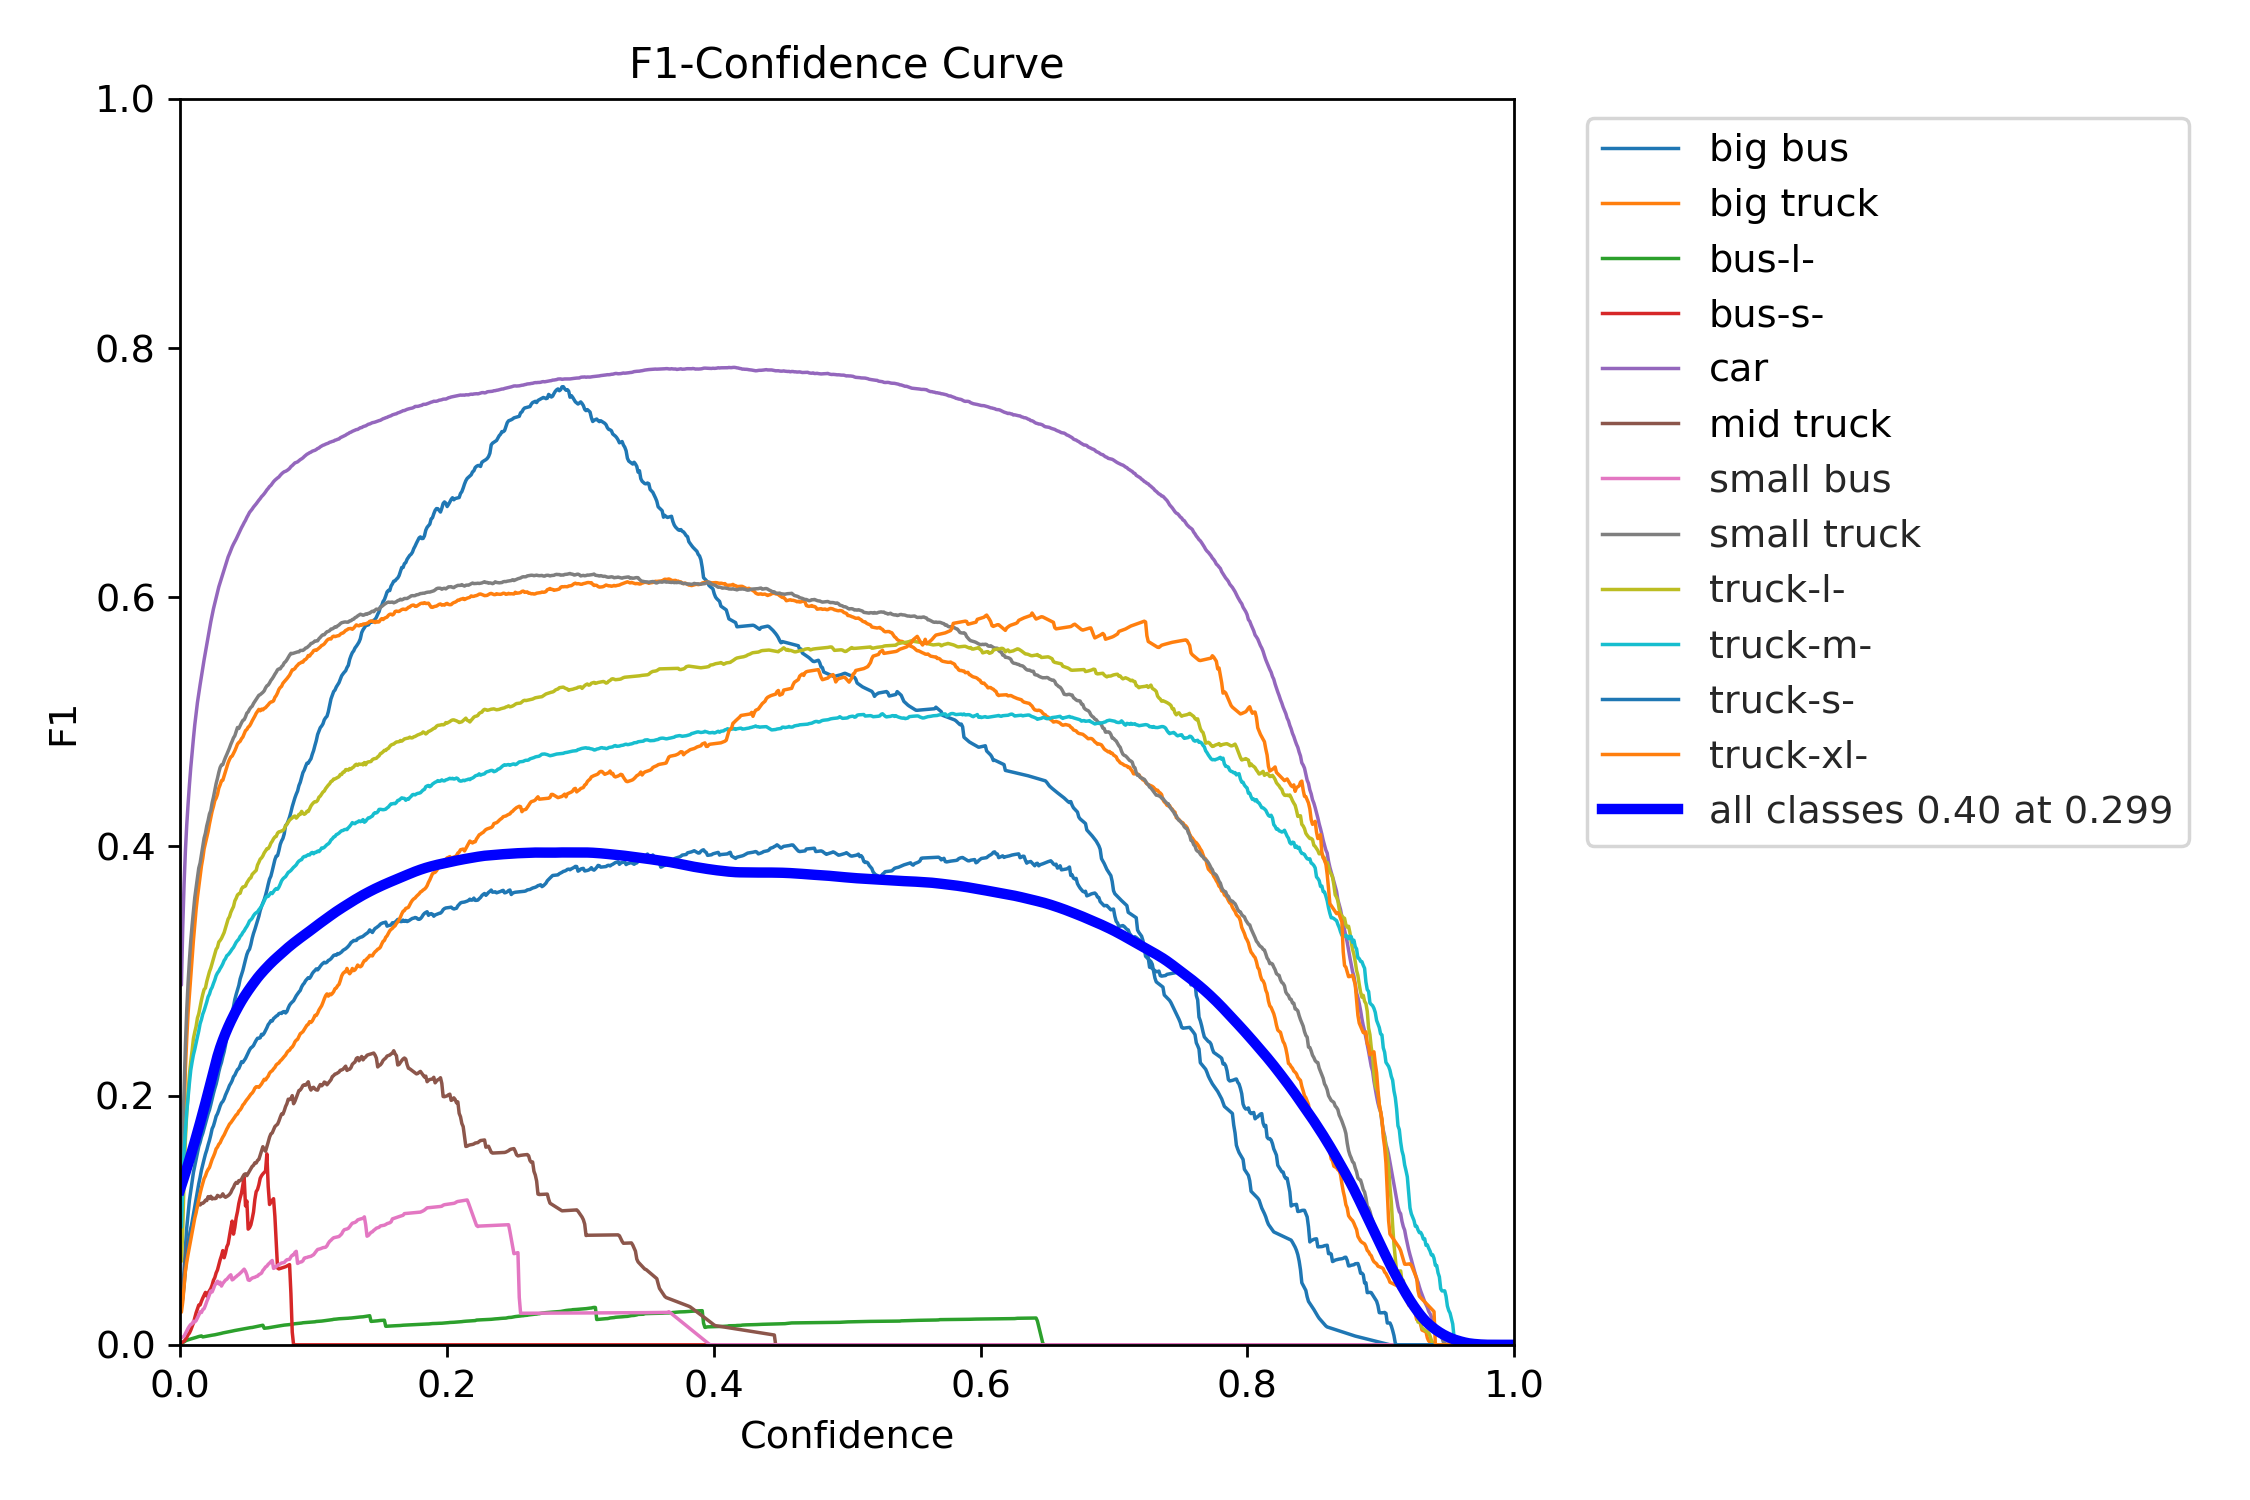 F1-Confidence Curve
1.0
0.8
0.6
0.4
0.2
0.0
F1
0.0 0.2 0.4 0.6 0.8 1.0
Confidence
big bus
big truck
bus-l-
bus-s-
car
mid truck
small bus
small truck
truck-l-
truck-m-
truck-s-
truck-xl-
all classes 0.40 at 0.299